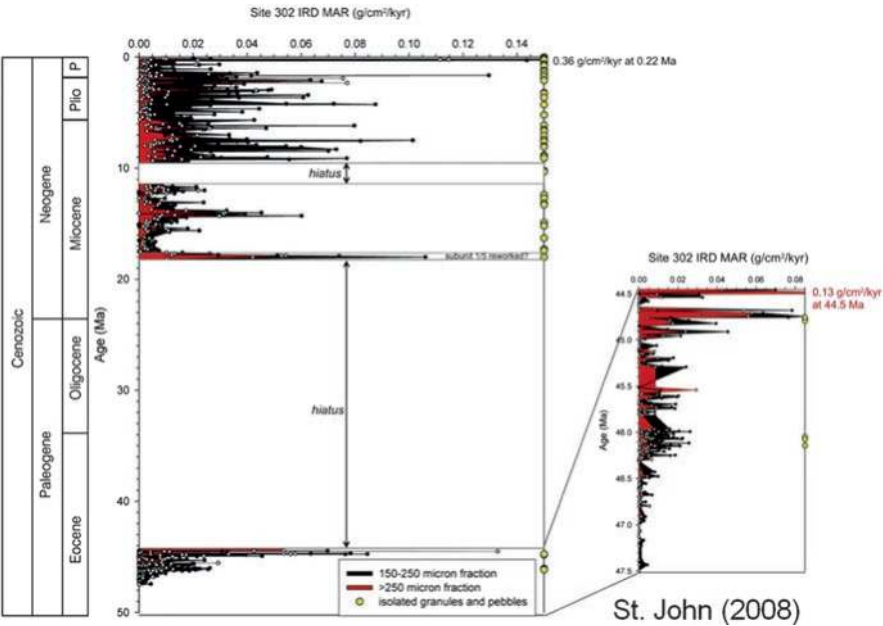 Site 302 IRD MAR (g/cm²/kyr)
0.00 0.02 0.04 0.06 0.08 0.10 0.12 0.14
0.36 g/cm²/kyr at 0.22 Ma
Cenozoic
Neogene
Paleogene
P
Plio
Miocene
Oligocene
Eocene
Age (Ma)
0
10
20
30
40
50
hiatus
subunit 1/5 reworked?
hiatus
150-250 micron fraction
>250 micron fraction
isolated granules and pebbles
Site 302 IRD MAR (g/cm²/kyr)
0.00 0.02 0.04 0.06 0.08
0.13 g/cm²/kyr
at 44.5 Ma
Age (Ma)
44.5
45.0
45.5
46.0
46.5
47.0
47.5
St. John (2008)